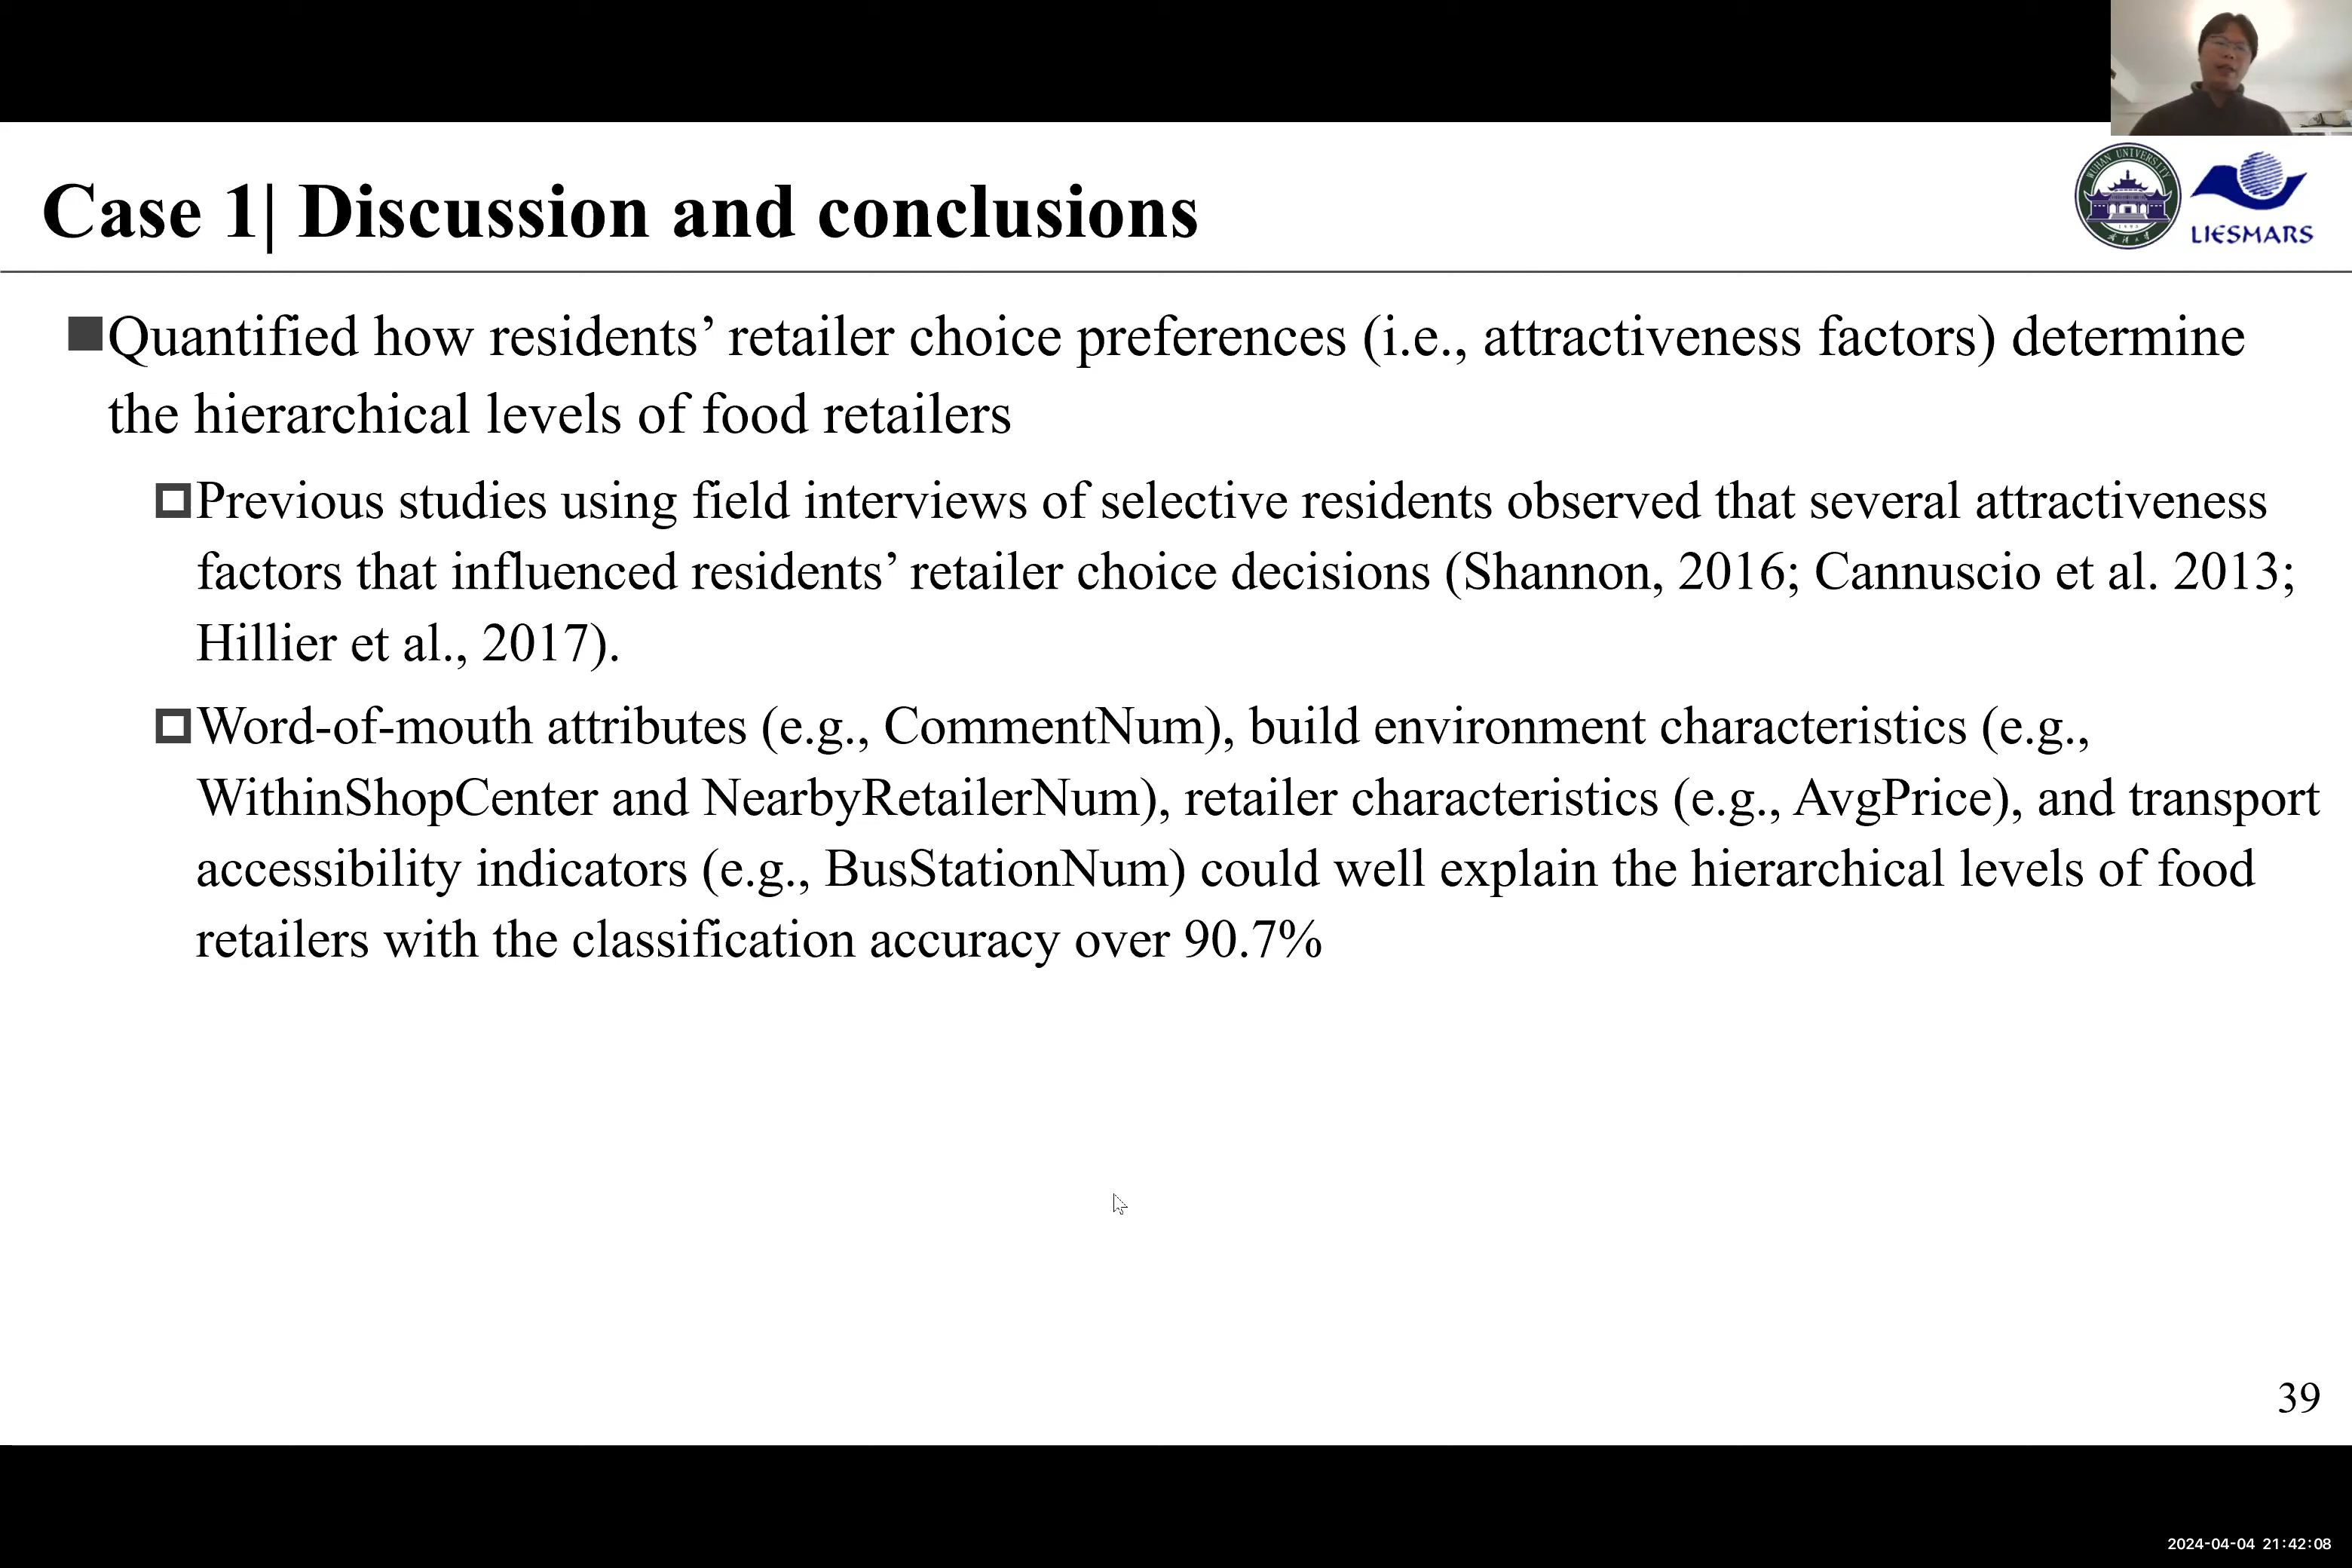 Case 1| Discussion and conclusions
WUHAN UNIVERSITY
1893
LIESMARS
■Quantified how residents’ retailer choice preferences (i.e., attractiveness factors) determine
the hierarchical levels of food retailers
Previous studies using field interviews of selective residents observed that several attractiveness
factors that influenced residents’ retailer choice decisions (Shannon, 2016; Cannuscio et al. 2013;
Hillier et al., 2017).
Word-of-mouth attributes (e.g., CommentNum), build environment characteristics (e.g.,
WithinShopCenter and NearbyRetailerNum), retailer characteristics (e.g., AvgPrice), and transport
accessibility indicators (e.g., BusStationNum) could well explain the hierarchical levels of food
retailers with the classification accuracy over 90.7%
39
2024-04-04 21:42:08